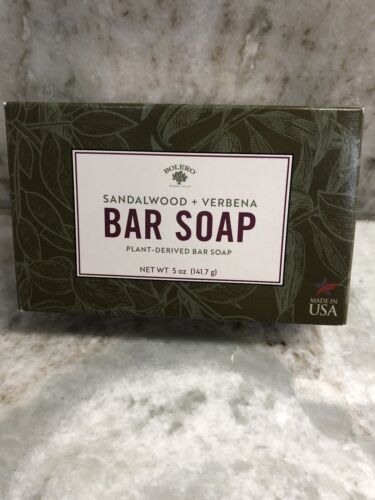 BOLERO
SANDALWOOD + VERBENA
BAR SOAP
PLANT-DERIVED BAR SOAP
NET WT 5 oz (141.7 g)
MADE IN
USA